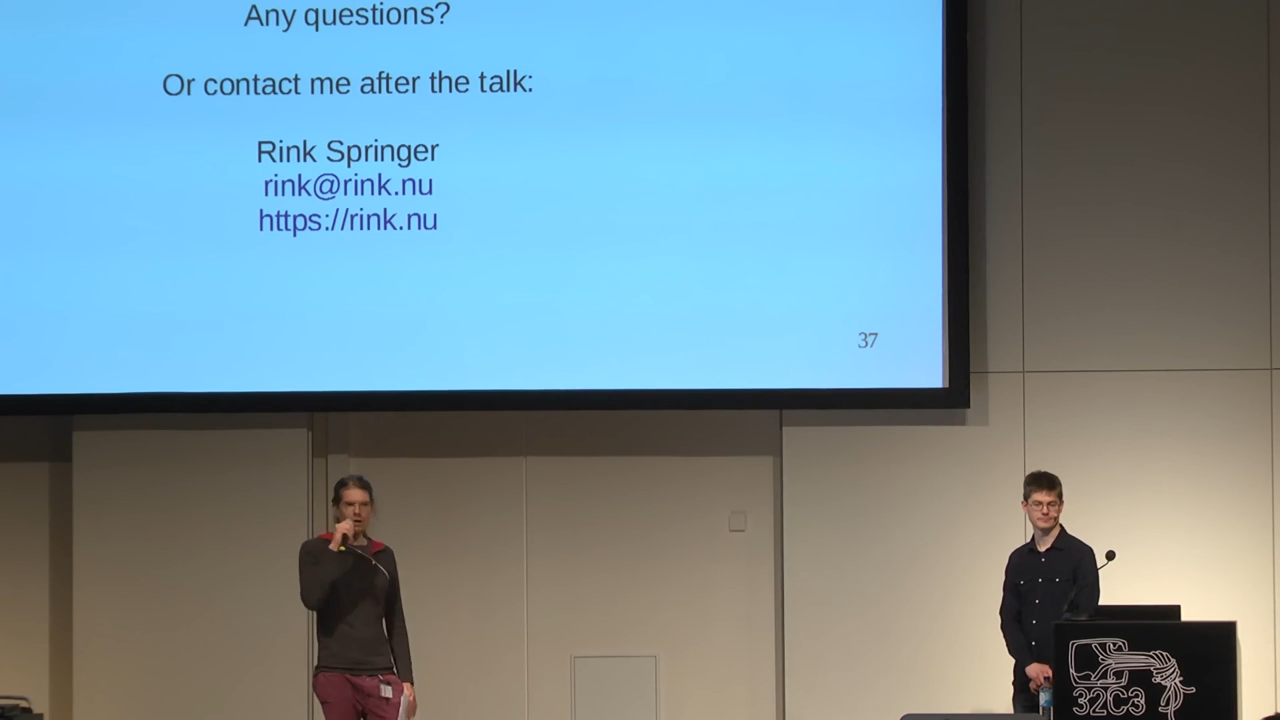 Any questions?
Or contact me after the talk:
Rink Springer
rink@rink.nu
https://rink.nu
37
32C3